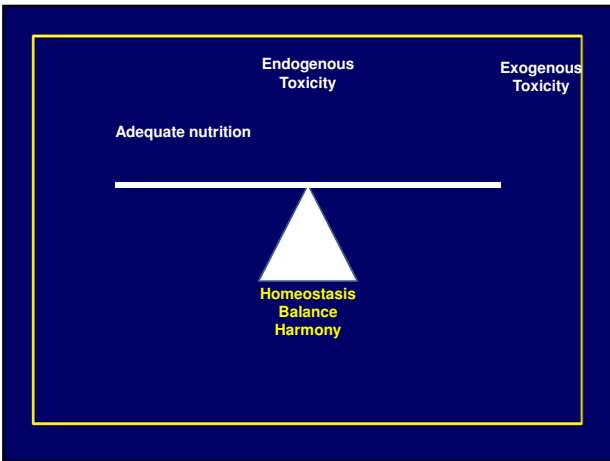 Endogenous
Toxicity
Exogenous
Toxicity
Adequate nutrition
Homeostasis
Balance
Harmony